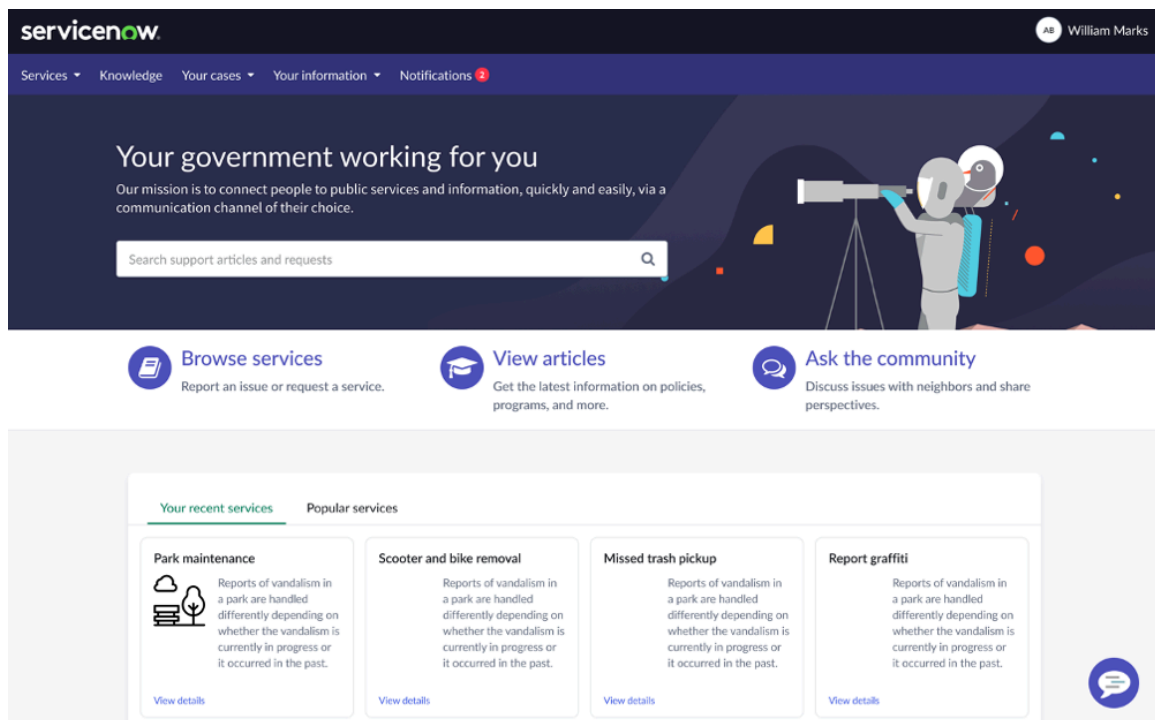 servicenow.
AB William Marks
Services Knowledge Your cases Your information Notifications 2
Your government working for you
Our mission is to connect people to public services and information, quickly and easily, via a
communication channel of their choice.
Search support articles and requests
Browse services
Report an issue or request a service.
View articles
Get the latest information on policies,
programs, and more.
Ask the community
Discuss issues with neighbors and share
perspectives.
Your recent services Popular services
Park maintenance
Reports of vandalism in
a park are handled
differently depending on
whether the vandalism is
currently in progress or
it occurred in the past.
View details
Scooter and bike removal
Reports of vandalism in
a park are handled
differently depending on
whether the vandalism is
currently in progress or
it occurred in the past.
View details
Missed trash pickup
Reports of vandalism in
a park are handled
differently depending on
whether the vandalism is
currently in progress or
it occurred in the past.
View details
Report graffiti
Reports of vandalism in
a park are handled
differently depending on
whether the vandalism is
currently in progress or
it occurred in the past.
View details